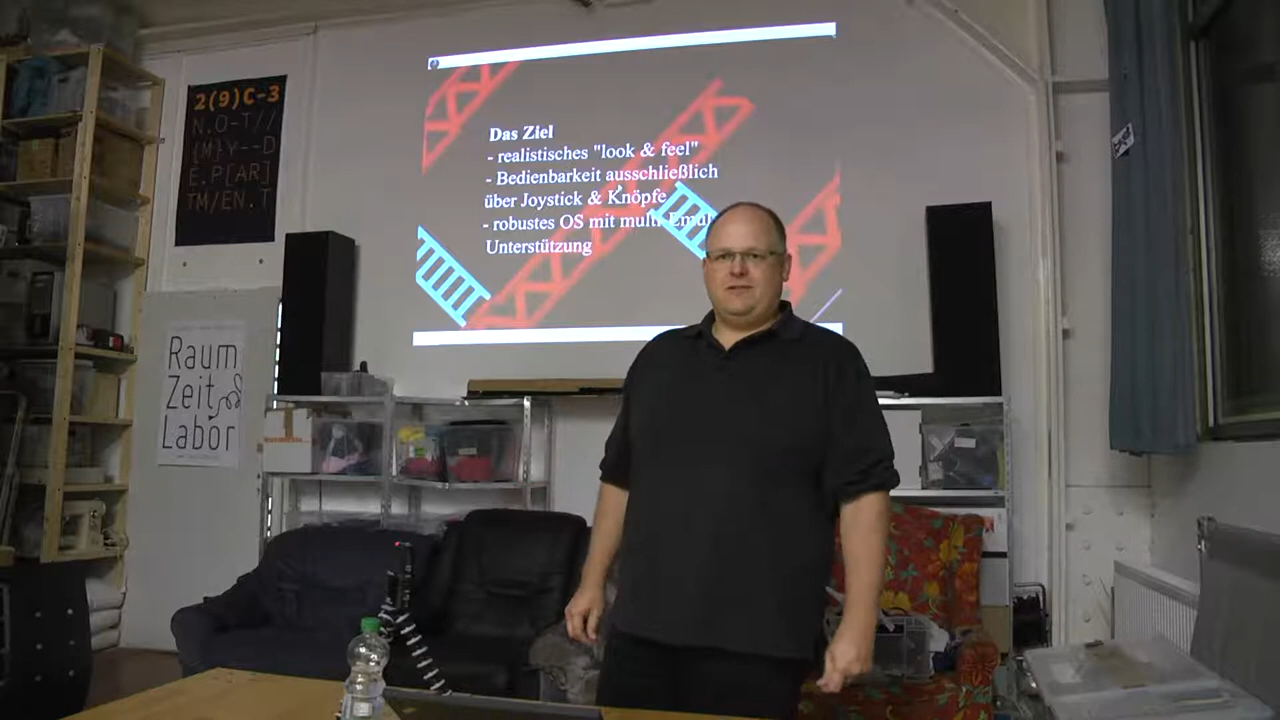 2(9)C-3
N.O-T//
{M}Y--D
E.P[AR]
TM/EN.T
Das Ziel
- realistisches "look & feel"
- Bedienbarkeit ausschließlich
über Joystick & Knöpfe
- robustes OS mit multi Emul
Unterstützung
Raum
Zeit
Labor